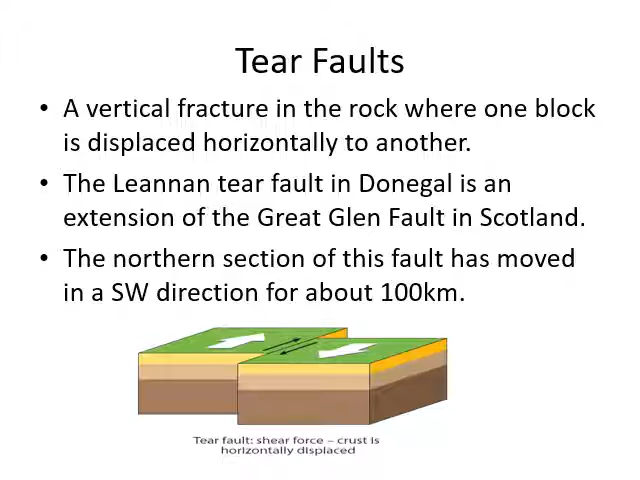 Tear Faults
• A vertical fracture in the rock where one block
is displaced horizontally to another.
• The Leannan tear fault in Donegal is an
extension of the Great Glen Fault in Scotland.
• The northern section of this fault has moved
in a SW direction for about 100km.
Tear fault: shear force – crust is
horizontally displaced